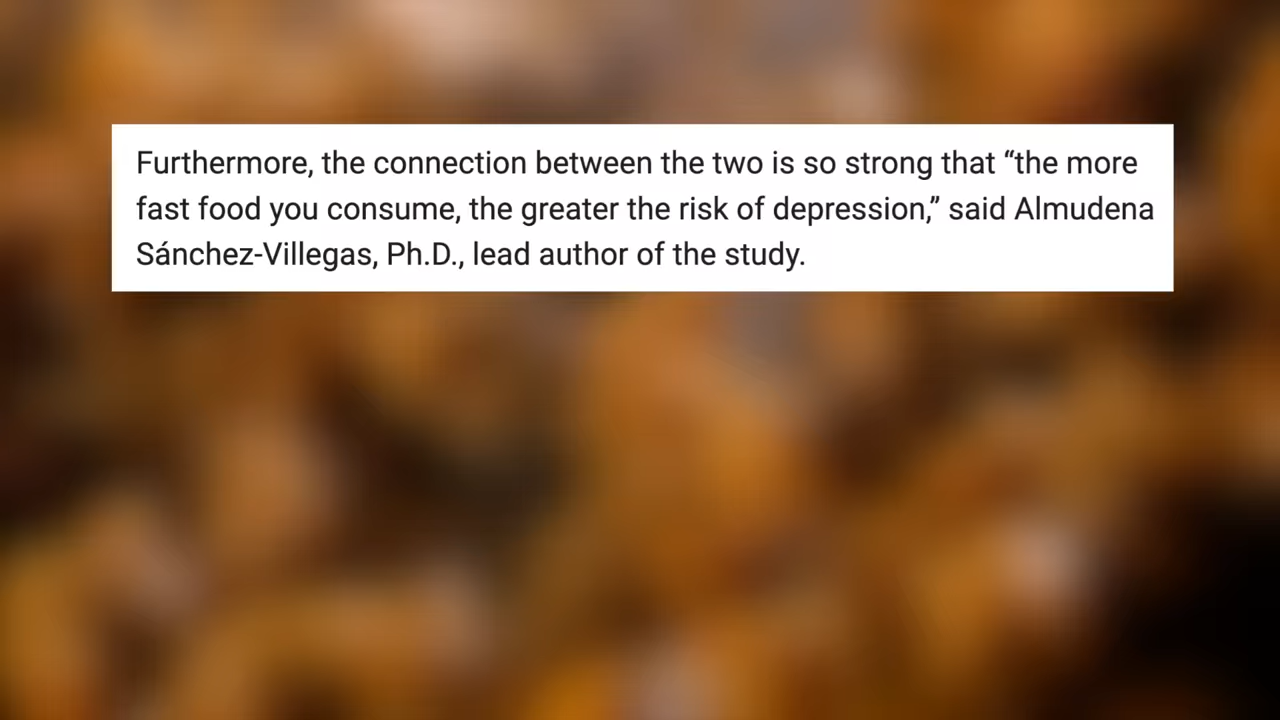 Furthermore, the connection between the two is so strong that “the more
fast food you consume, the greater the risk of depression,” said Almudena
Sánchez-Villegas, Ph.D., lead author of the study.